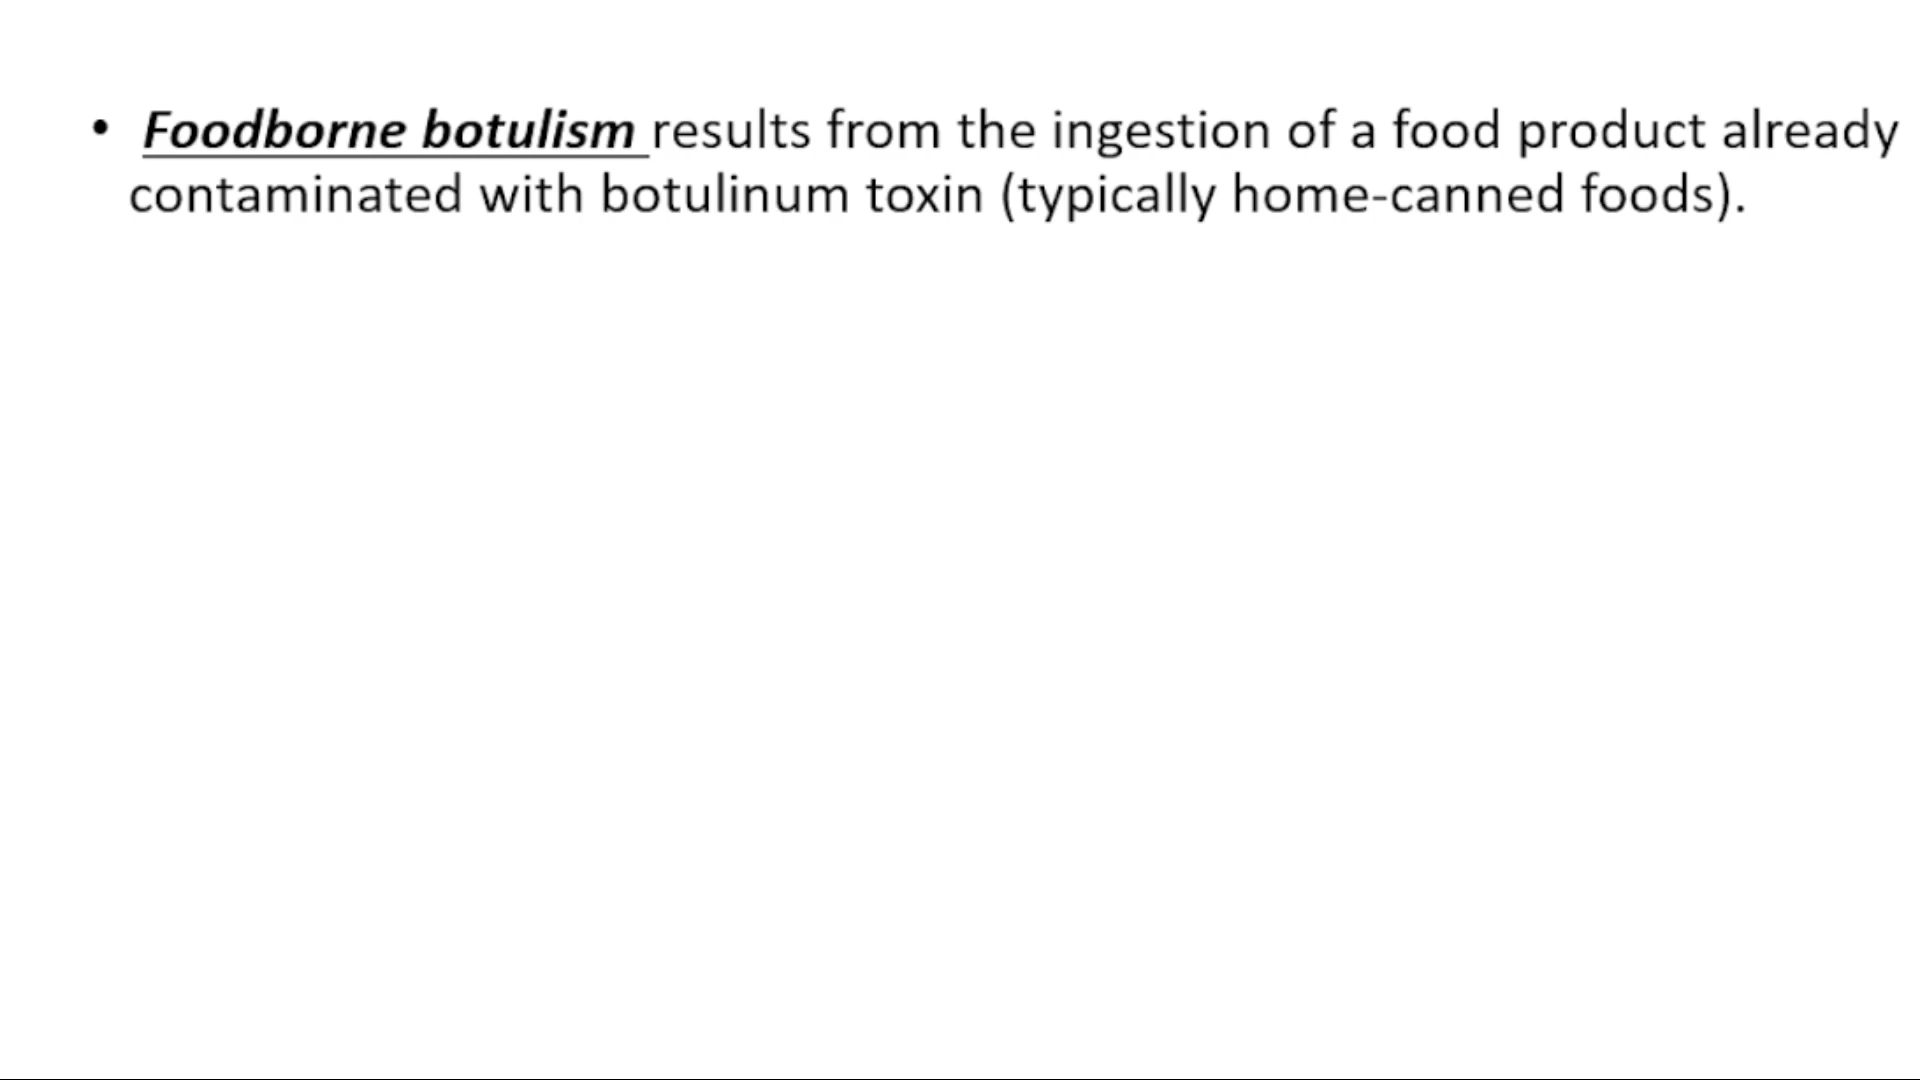 • Foodborne botulism results from the ingestion of a food product already
contaminated with botulinum toxin (typically home-canned foods).